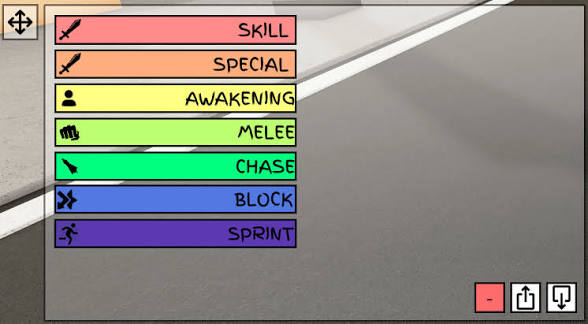 SKILL
SPECIAL
AWAKENING
MELEE
CHASE
BLOCK
SPRINT
-